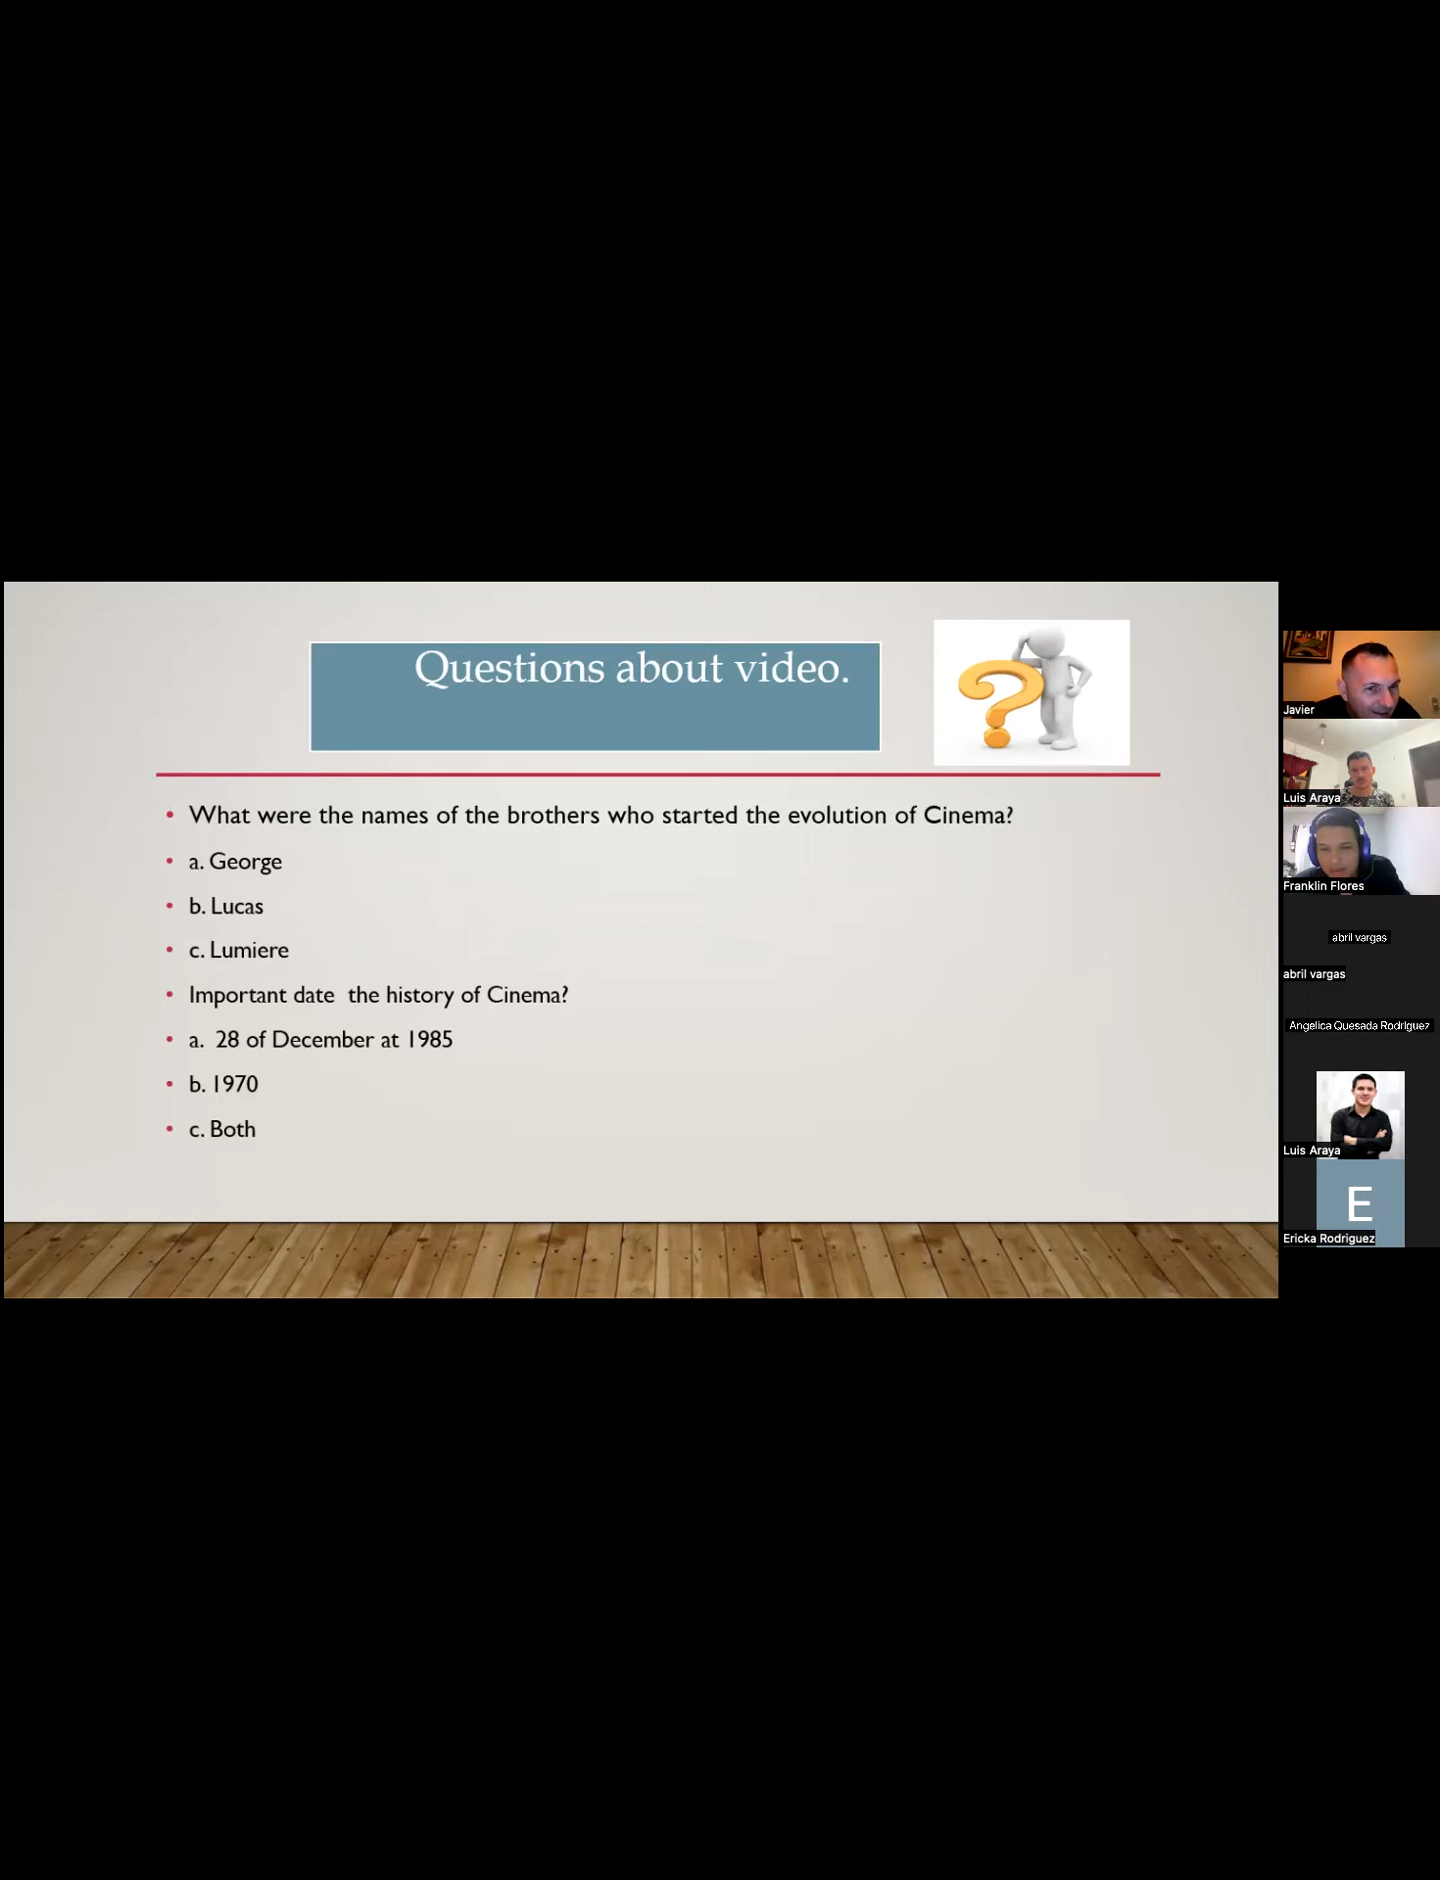 Questions about video.
• What were the names of the brothers who started the evolution of Cinema?
• a. George
• b. Lucas
• c. Lumiere
• Important date  the history of Cinema?
• a.  28 of December at 1985
• b. 1970
• c. Both
Javier
Luis Araya
Franklin Flores
abril vargas
abril vargas
Angelica Quesada Rodriguez
Luis Araya
E
Ericka Rodriguez